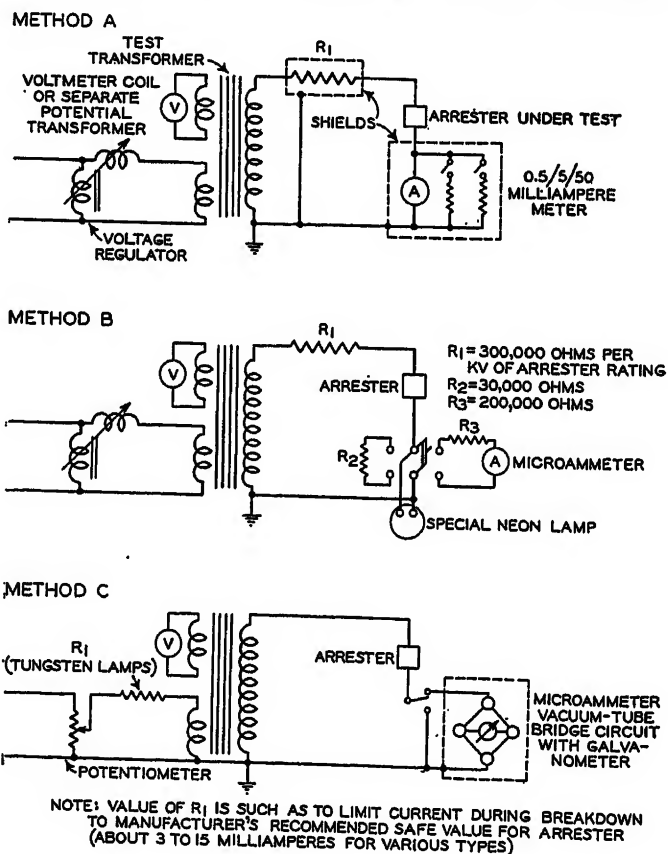 METHOD A
TEST
TRANSFORMER
VOLTMETER COIL
OR SEPARATE
POTENTIAL
TRANSFORMER
V
R1
SHIELDS
ARRESTER UNDER TEST
A
0.5/5/50
MILLIAMPERE
METER
VOLTAGE
REGULATOR
METHOD B
V
R1
ARRESTER
R1=300,000 OHMS PER
KV OF ARRESTER RATING
R2=30,000 OHMS
R3=200,000 OHMS
R2
R3
A
MICROAMMETER
SPECIAL NEON LAMP
METHOD C
R1
(TUNGSTEN LAMPS)
V
ARRESTER
MICROAMMETER
VACUUM-TUBE
BRIDGE CIRCUIT
WITH GALVA-
NOMETER
POTENTIOMETER
NOTE: VALUE OF R1 IS SUCH AS TO LIMIT CURRENT DURING BREAKDOWN
TO MANUFACTURER'S RECOMMENDED SAFE VALUE FOR ARRESTER
(ABOUT 3 TO 15 MILLIAMPERES FOR VARIOUS TYPES)